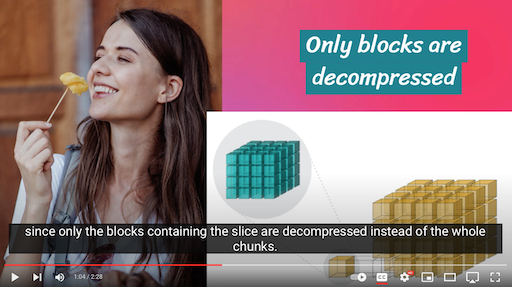 Only blocks are
decompressed
since only the blocks containing the slice are decompressed instead of the whole
chunks.
1:04 / 2:28